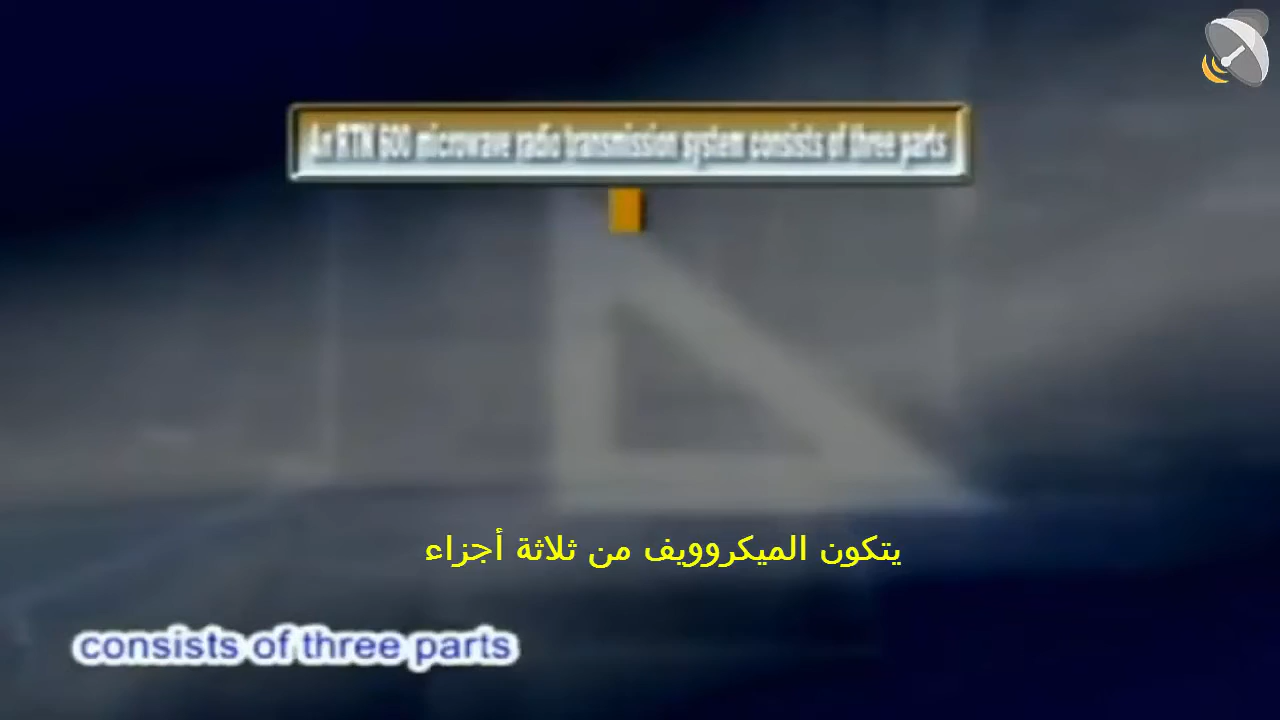 An RTN 600 microwave radio transmission system consists of three parts
يتكون الميكروويف من ثلاثة أجزاء
consists of three parts